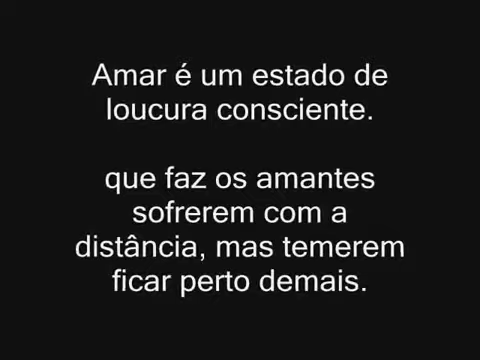 Amar é um estado de
loucura consciente.
que faz os amantes
sofrerem com a
distância, mas temerem
ficar perto demais.